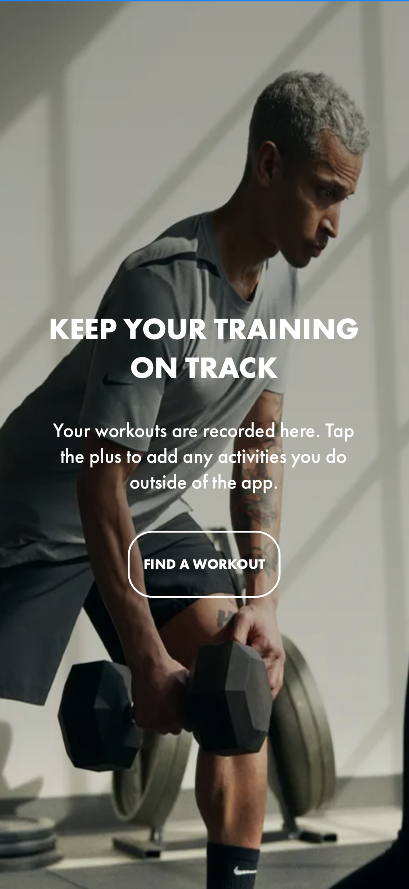 KEEP YOUR TRAINING
ON TRACK
Your workouts are recorded here. Tap
the plus to add any activities you do
outside of the app.
FIND A WORKOUT